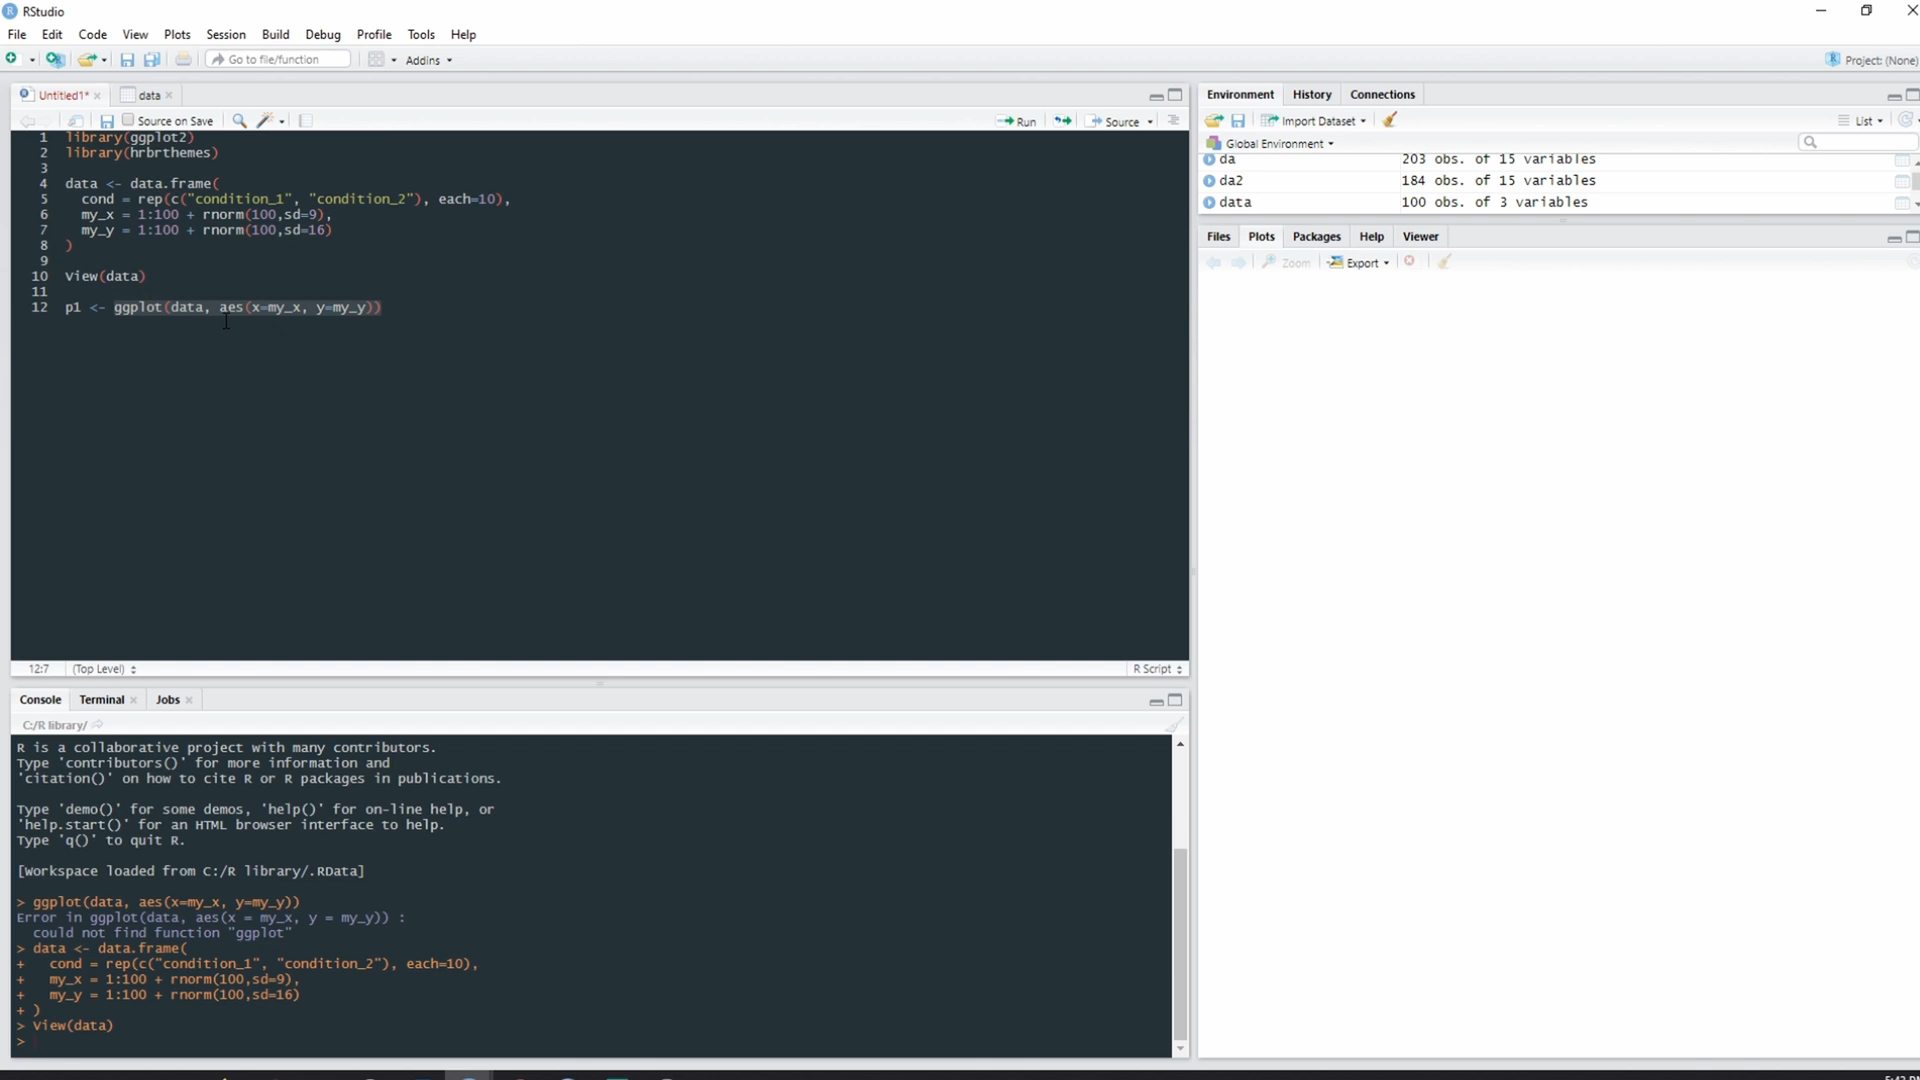 RStudio
File Edit Code View Plots Session Build Debug Profile Tools Help
Go to file/function Addins Project: (None)
Untitled1* data
Source on Save Run Source
1 library(ggplot2)
2 library(hrbrthemes)
3
4 data <- data.frame(
5 cond = rep(c("condition_1", "condition_2"), each=10),
6 my_x = 1:100 + rnorm(100,sd=9),
7 my_y = 1:100 + rnorm(100,sd=16)
8 )
9
10 View(data)
11
12 p1 <- ggplot(data, aes(x=my_x, y=my_y))
12:7 (Top Level) R Script
Console Terminal Jobs
C:/R library/
R is a collaborative project with many contributors.
Type 'contributors()' for more information and
'citation()' on how to cite R or R packages in publications.
Type 'demo()' for some demos, 'help()' for on-line help, or
'help.start()' for an HTML browser interface to help.
Type 'q()' to quit R.
[Workspace loaded from C:/R library/.RData]
> ggplot(data, aes(x=my_x, y=my_y))
Error in ggplot(data, aes(x = my_x, y = my_y)) :
could not find function "ggplot"
> data <- data.frame(
+ cond = rep(c("condition_1", "condition_2"), each=10),
+ my_x = 1:100 + rnorm(100,sd=9),
+ my_y = 1:100 + rnorm(100,sd=16)
+ )
> View(data)
>
Environment History Connections
Import Dataset List
Global Environment
da 203 obs. of 15 variables
da2 184 obs. of 15 variables
data 100 obs. of 3 variables
Files Plots Packages Help Viewer
Zoom Export